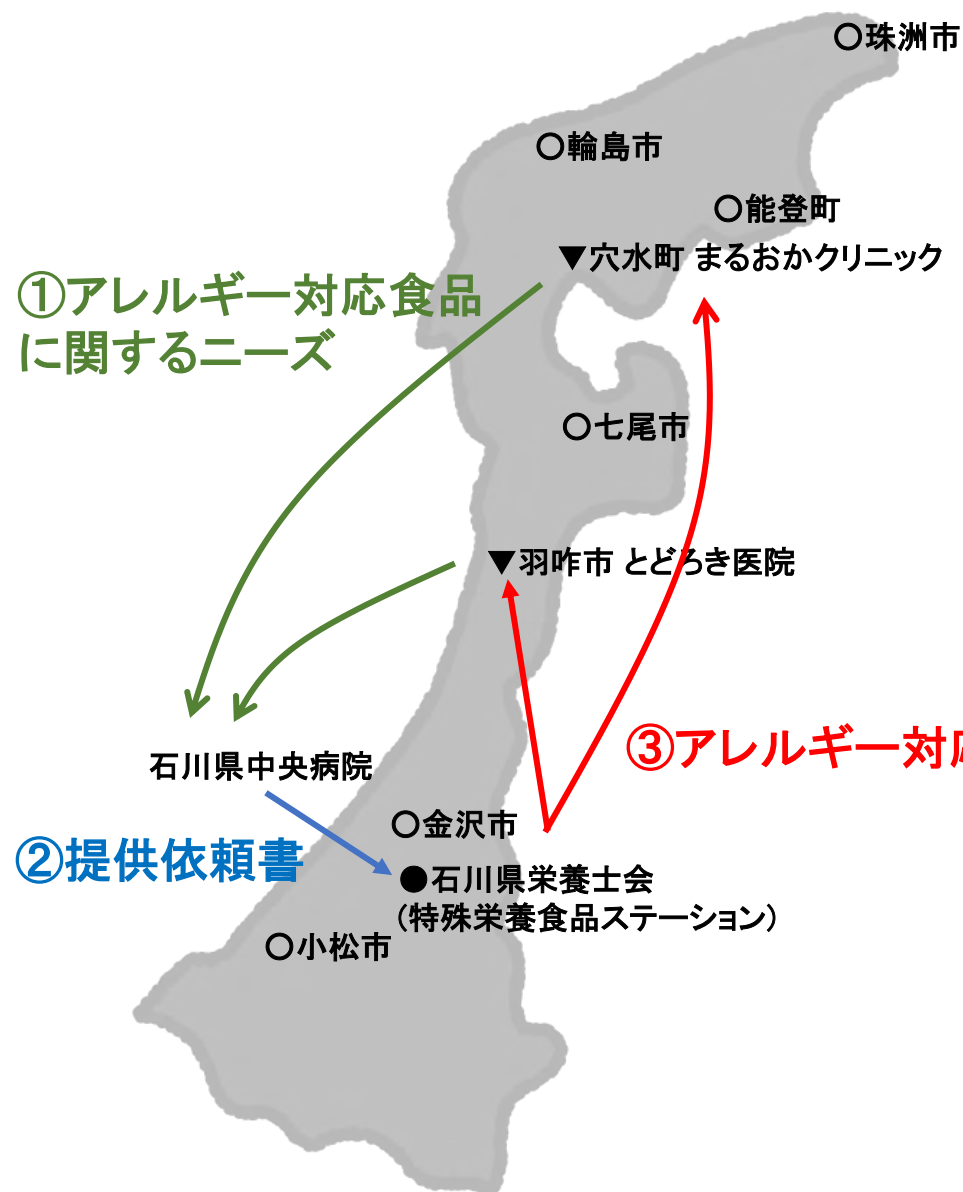 ○珠洲市
○輪島市
○能登町
▼穴水町 まるおかクリニック
①アレルギー対応食品
に関するニーズ
○七尾市
▼羽咋市 とどろき医院
③アレルギー対応
石川県中央病院
○金沢市
②提供依頼書
●石川県栄養士会
(特殊栄養食品ステーション)
○小松市